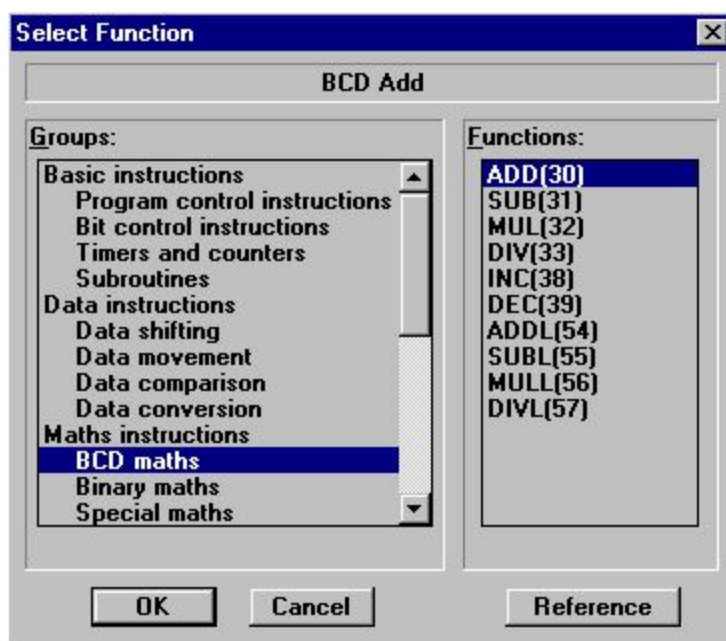 Select Function
BCD Add
Groups:
Basic instructions
Program control instructions
Bit control instructions
Timers and counters
Subroutines
Data instructions
Data shifting
Data movement
Data comparison
Data conversion
Maths instructions
BCD maths
Binary maths
Special maths
Functions:
ADD(30)
SUB(31)
MUL(32)
DIV(33)
INC(38)
DEC(39)
ADDL(54)
SUBL(55)
MULL(56)
DIVL(57)
OK
Cancel
Reference